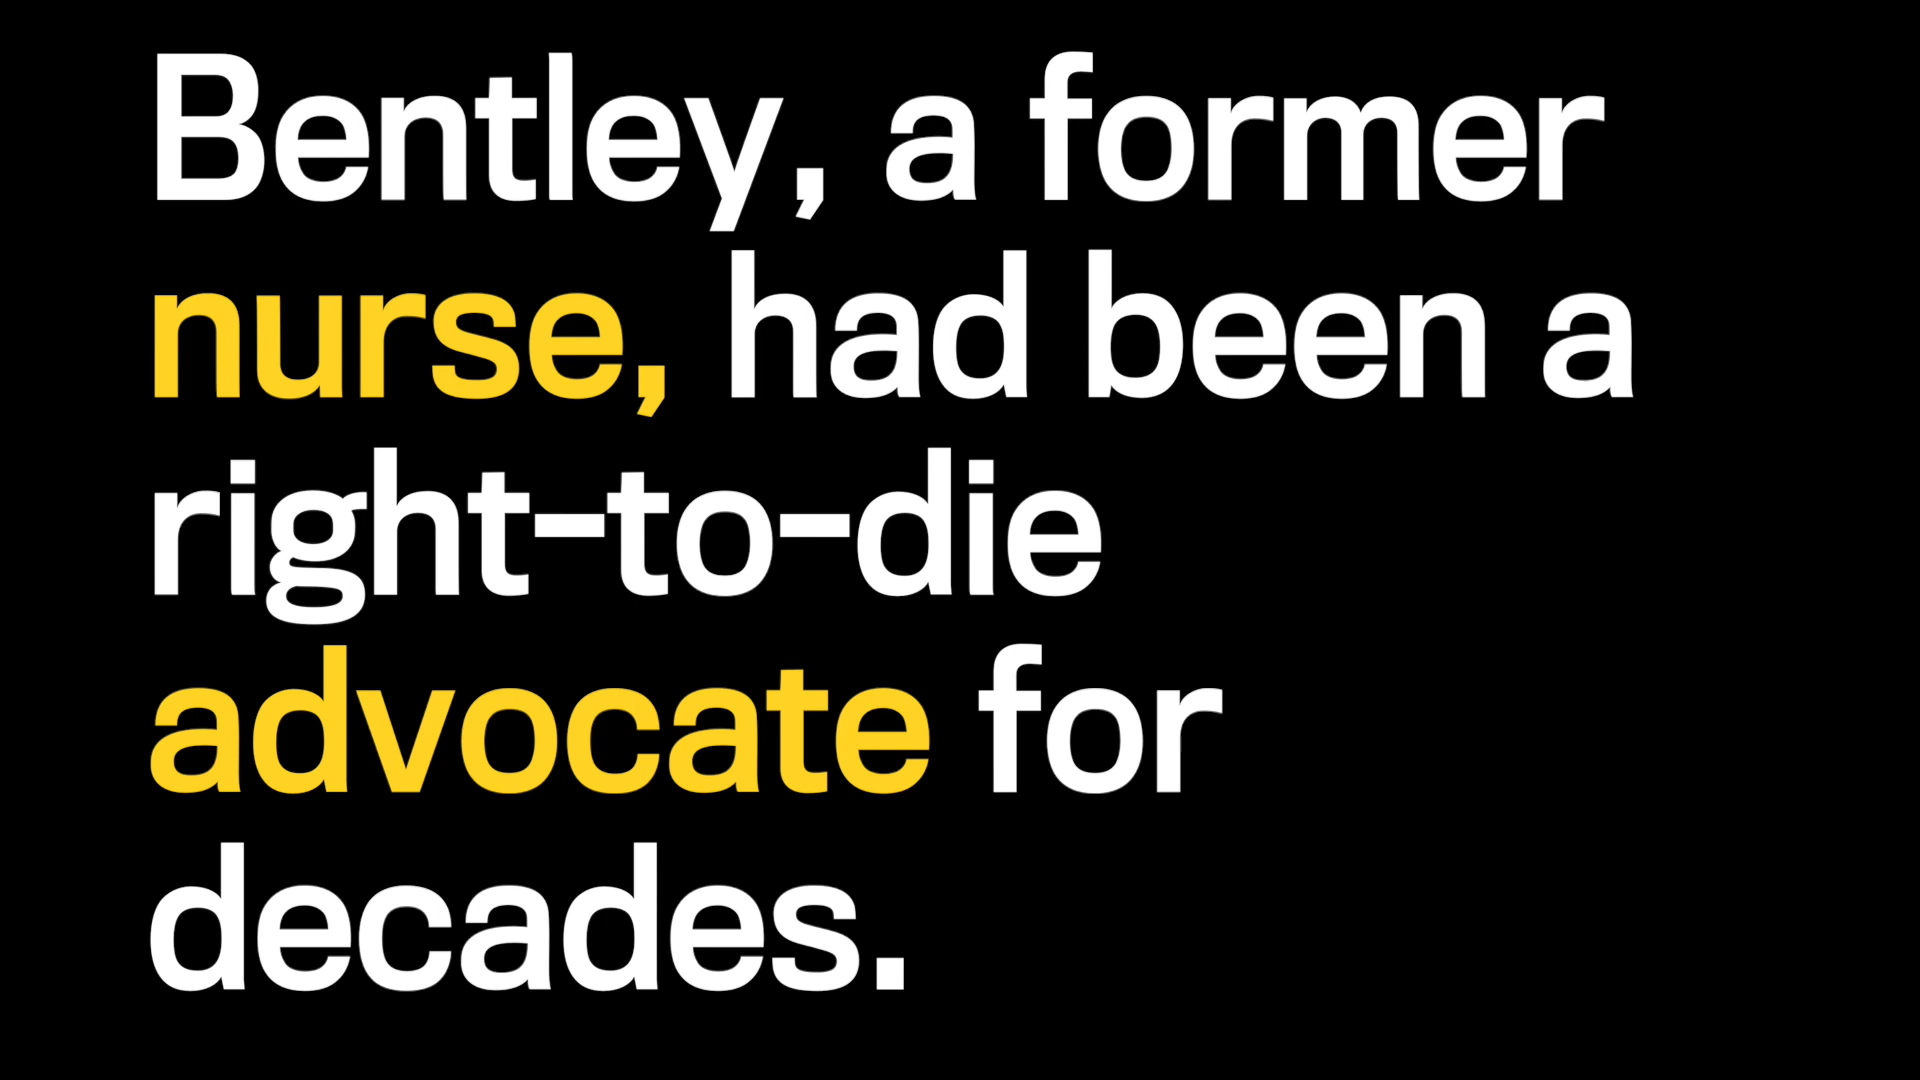 Bentley, a former
nurse, had been a
right-to-die
advocate for
decades.